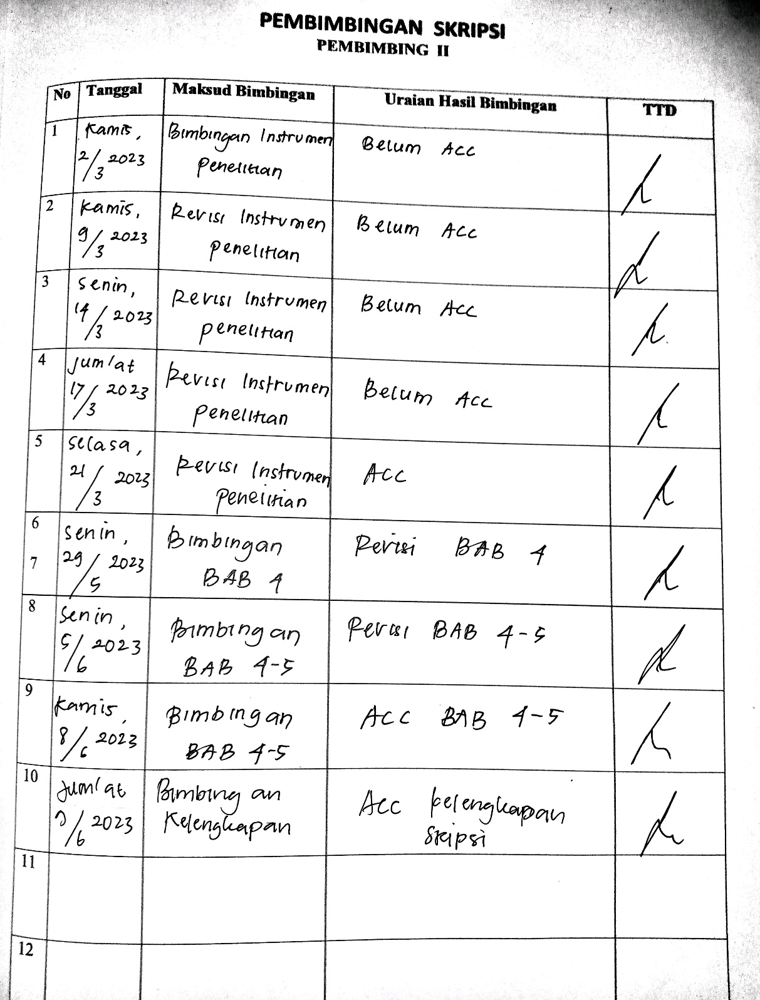 PEMBIMBINGAN SKRIPSI
PEMBIMBING II
No Tanggal Maksud Bimbingan Uraian Hasil Bimbingan TTD
1 Kamis, Bimbingan Instrumen Belum ACC
2/3 2023 penelitian
2 Kamis, Revisi Instrumen Belum ACC
9/3 2023 penelitian
3 Senin, Revisi Instrumen Belum ACC
14/3 2023 penelitian
4 Jum'at Revisi Instrumen Belum ACC
17/3 2023 penelitian
5 Selasa, Revisi Instrumen ACC
21/3 2023 Penelitian
6 Senin, Bimbingan Revisi BAB 4
7 29/5 2023 BAB 4
8 Senin, Bimbingan Revisi BAB 4-5
5/6 2023 BAB 4-5
9 Kamis, Bimbingan ACC BAB 4-5
8/6 2023 BAB 4-5
10 Jum'at Bimbingan Acc kelengkapan
9/6 2023 Kelengkapan Skripsi
11
12